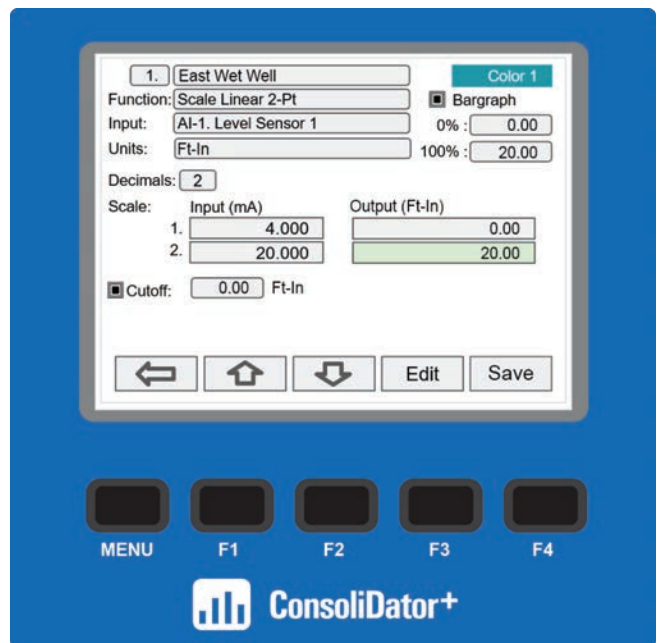 1. East Wet Well Color 1
Function: Scale Linear 2-Pt Bargraph
Input: AI-1. Level Sensor 1 0% : 0.00
Units: Ft-In 100% : 20.00
Decimals: 2
Scale: Input (mA) Output (Ft-In)
1. 4.000 0.00
2. 20.000 20.00
Cutoff: 0.00 Ft-In
Edit Save
MENU F1 F2 F3 F4
ConsoliDator+